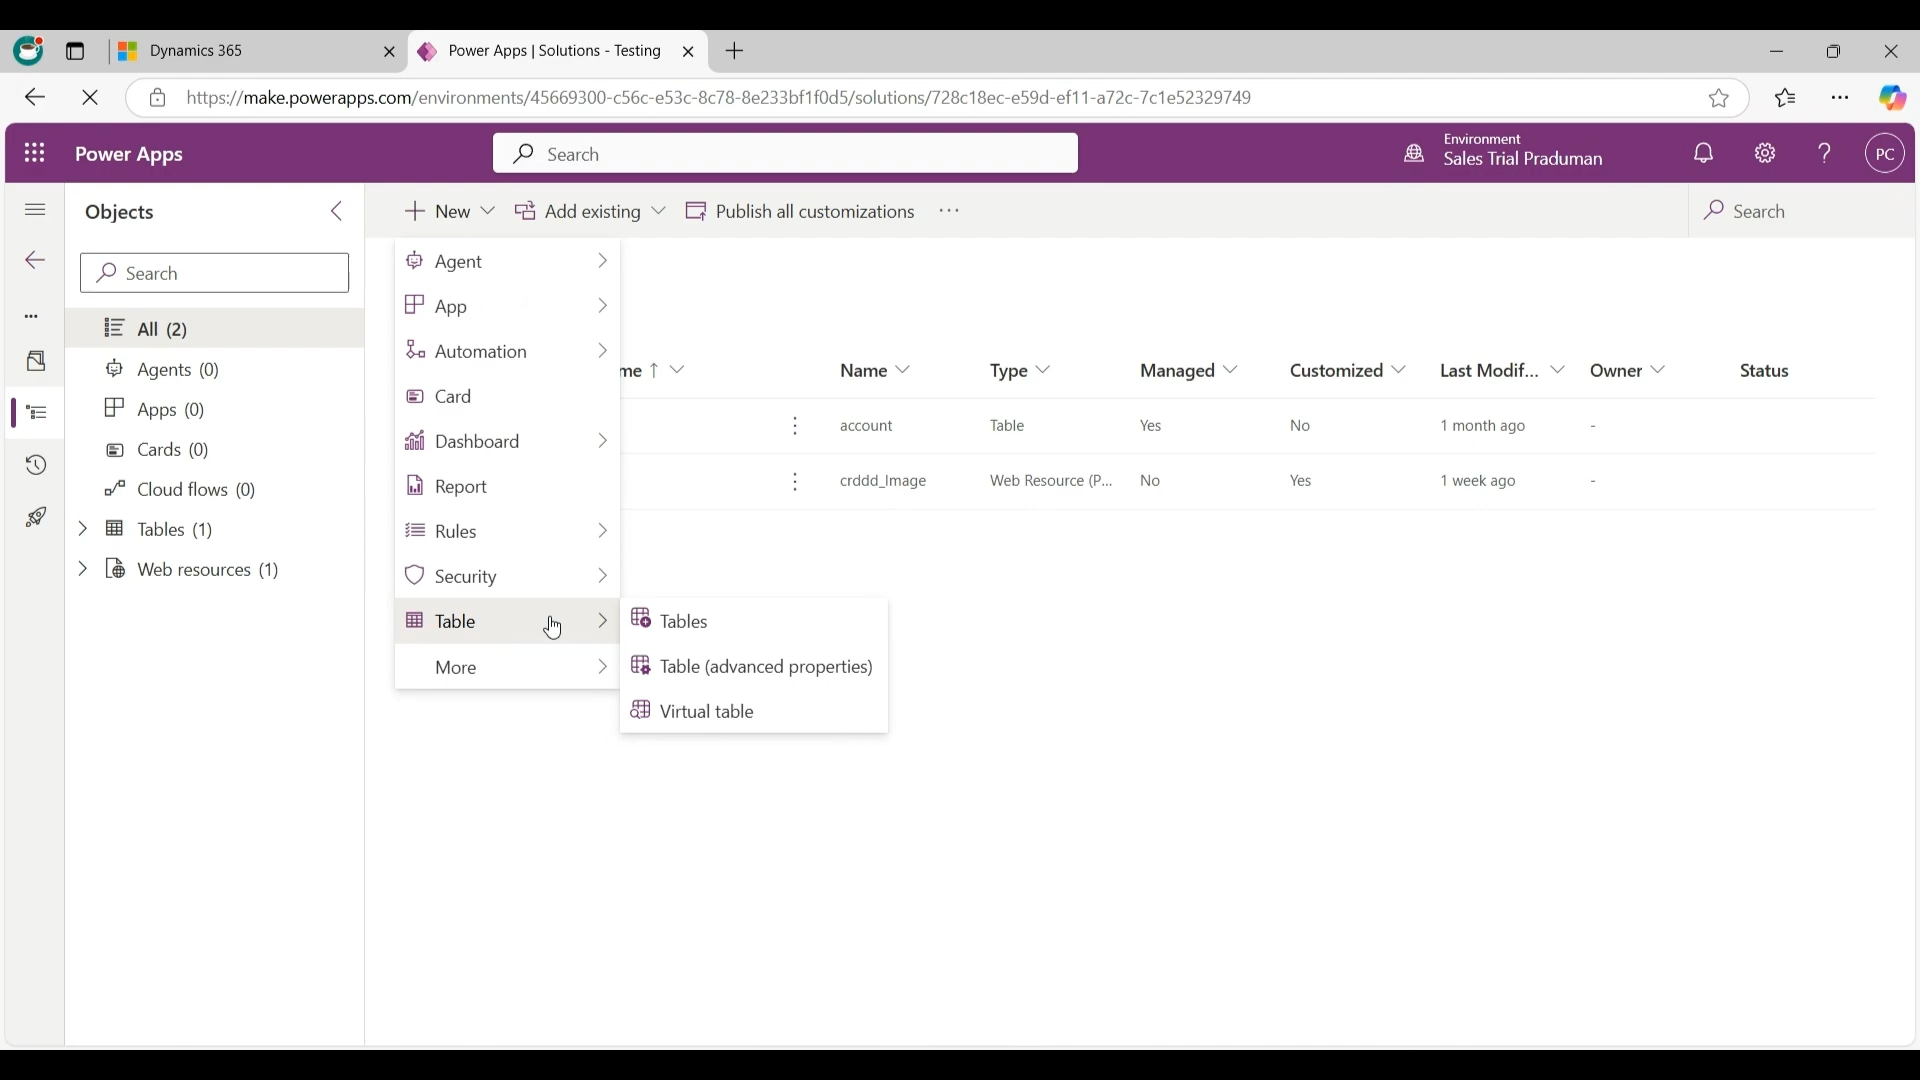 Dynamics 365
Power Apps | Solutions - Testing
https://make.powerapps.com/environments/45669300-c56c-e53c-8c78-8e233bf1f0d5/solutions/728c18ec-e59d-ef11-a72c-7c1e52329749
Power Apps
Search
Environment
Sales Trial Praduman
PC
Objects
New
Add existing
Publish all customizations
Search
Search
All (2)
Agents (0)
Apps (0)
Cards (0)
Cloud flows (0)
Tables (1)
Web resources (1)
Agent
App
Automation
Card
Dashboard
Report
Rules
Security
Table
More
Tables
Table (advanced properties)
Virtual table
me ↑ Name Type Managed Customized Last Modif... Owner Status
account Table Yes No 1 month ago -
crddd_Image Web Resource (P... No Yes 1 week ago -